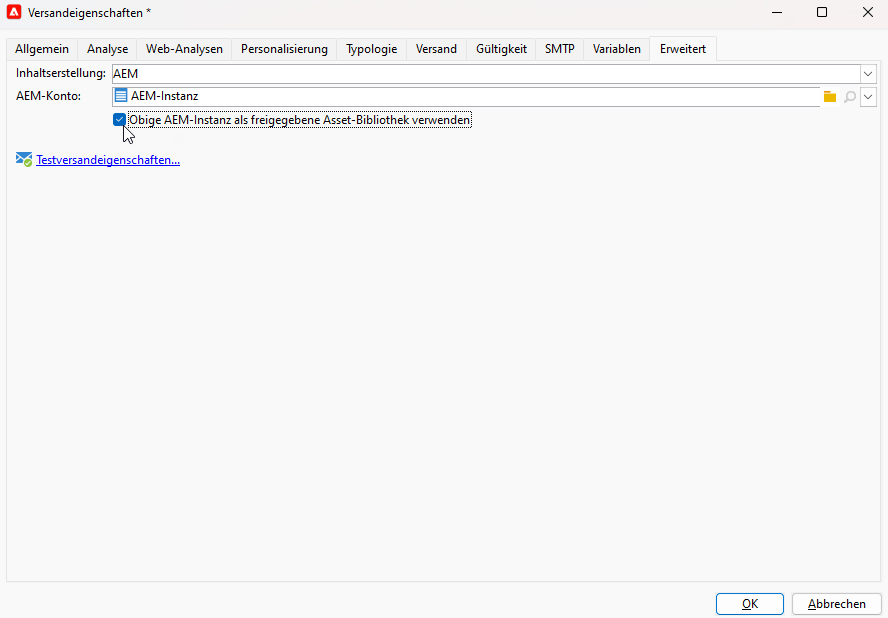 Versandeigenschaften *
Allgemein Analyse Web-Analysen Personalisierung Typologie Versand Gültigkeit SMTP Variablen Erweitert
Inhaltserstellung: AEM
AEM-Konto: AEM-Instanz
Obige AEM-Instanz als freigegebene Asset-Bibliothek verwenden
Testversandeigenschaften...
OK Abbrechen